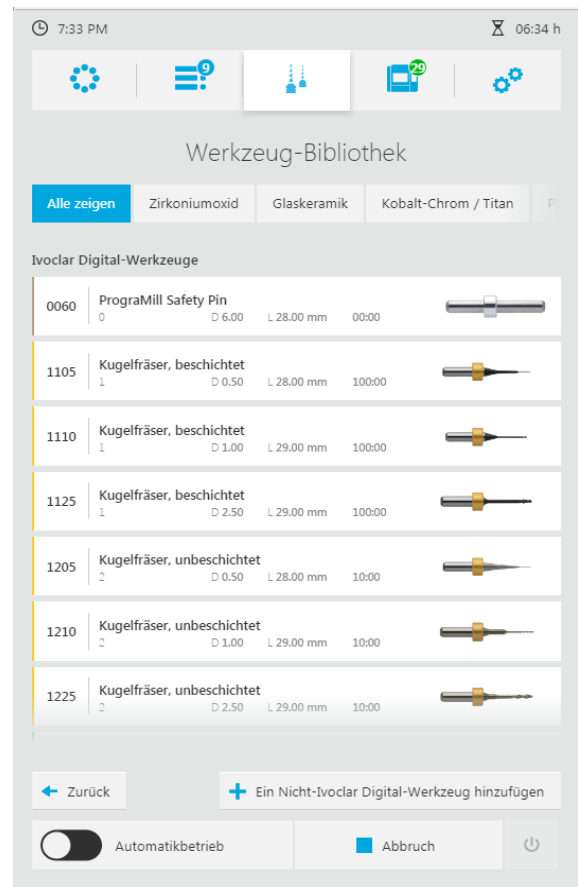 7:33 PM
06:34 h
9
29
Werkzeug-Bibliothek
Alle zeigen
Zirkoniumoxid
Glaskeramik
Kobalt-Chrom / Titan
Ivoclar Digital-Werkzeuge
0060
PrograMill Safety Pin
0 D 6.00 L 28.00 mm 00:00
1105
Kugelfräser, beschichtet
1 D 0.50 L 28.00 mm 100:00
1110
Kugelfräser, beschichtet
1 D 1.00 L 29.00 mm 100:00
1125
Kugelfräser, beschichtet
1 D 2.50 L 29.00 mm 100:00
1205
Kugelfräser, unbeschichtet
2 D 0.50 L 28.00 mm 10:00
1210
Kugelfräser, unbeschichtet
2 D 1.00 L 29.00 mm 10:00
1225
Kugelfräser, unbeschichtet
2 D 2.50 L 29.00 mm 10:00
Zurück
Ein Nicht-Ivoclar Digital-Werkzeug hinzufügen
Automatikbetrieb
Abbruch